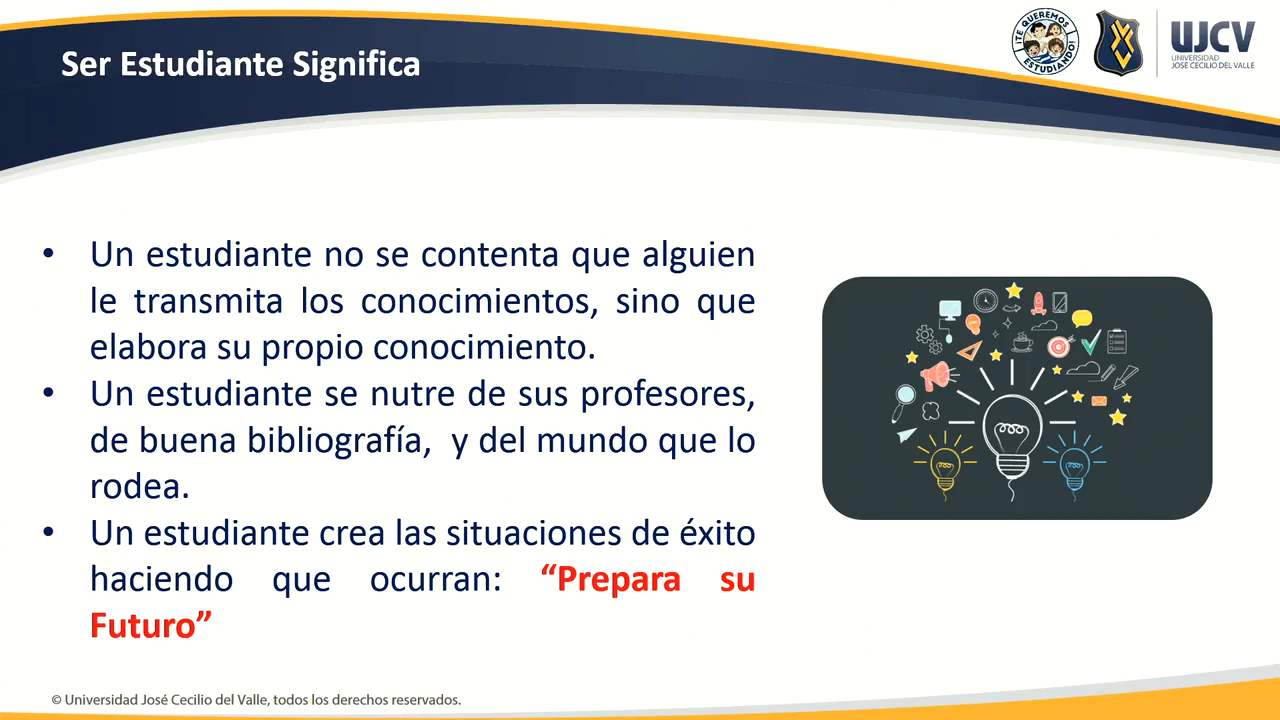 Ser Estudiante Significa
¡TE QUEREMOS
ESTUDIANDO!
UJCV
UNIVERSIDAD
JOSÉ CECILIO DEL VALLE
• Un estudiante no se contenta que alguien
le transmita los conocimientos, sino que
elabora su propio conocimiento.
• Un estudiante se nutre de sus profesores,
de buena bibliografía, y del mundo que lo
rodea.
• Un estudiante crea las situaciones de éxito
haciendo que ocurran: “Prepara su
Futuro”
© Universidad José Cecilio del Valle, todos los derechos reservados.